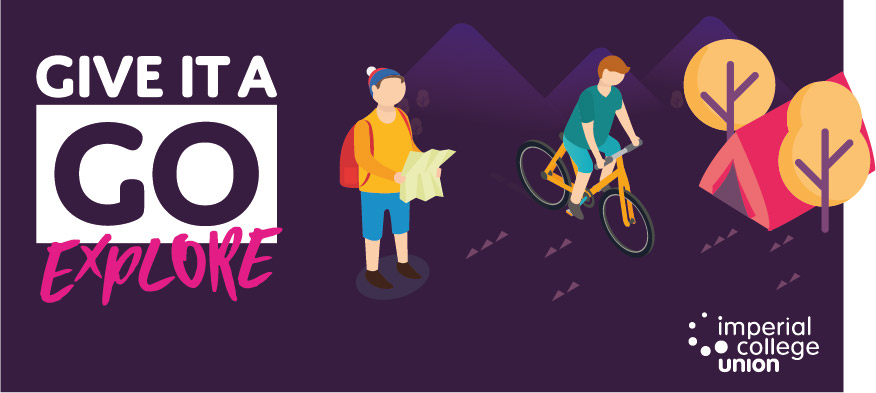 GIVE IT A
GO
EXPLORE
imperial
college
union